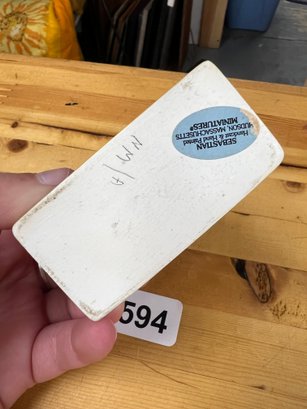 SEBASTIAN
MINIATURES®
Handcast & Hand Painted
HUDSON, MASSACHUSETTS
594